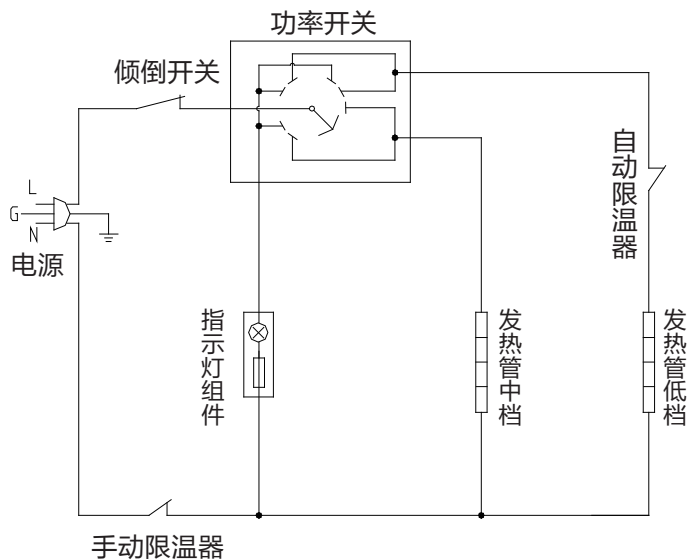 功率开关
倾倒开关
自动限温器
L
G
N
电源
指示灯组件
发热管中档
发热管低档
手动限温器